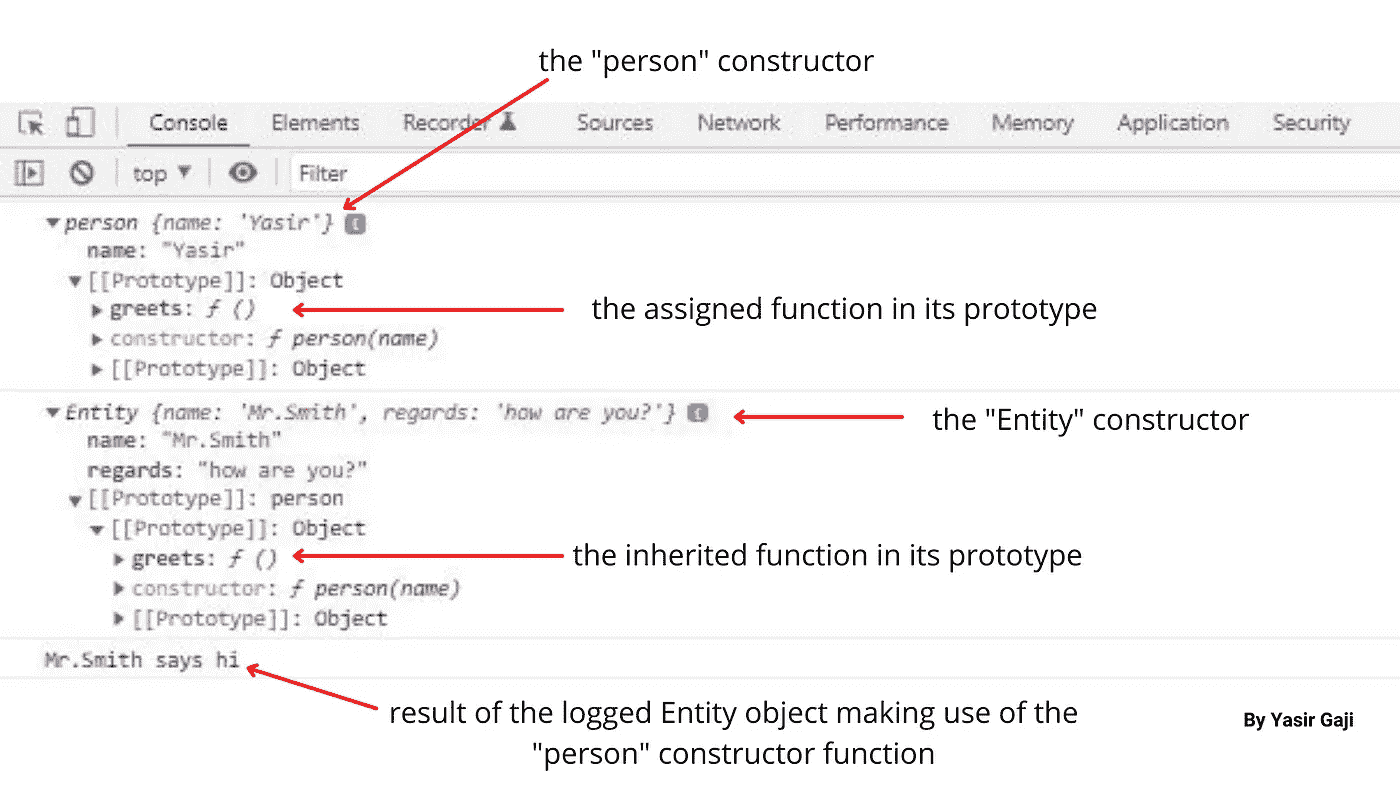 the "person" constructor
Console Elements Recorder Sources Network Performance Memory Application Security
top Filter
person {name: 'Yasir'}
name: "Yasir"
[[Prototype]]: Object
greets: ƒ ()
the assigned function in its prototype
constructor: ƒ person(name)
[[Prototype]]: Object
Entity {name: 'Mr.Smith', regards: 'how are you?'}
the "Entity" constructor
name: "Mr.Smith"
regards: "how are you?"
[[Prototype]]: person
[[Prototype]]: Object
greets: ƒ ()
the inherited function in its prototype
constructor: ƒ person(name)
[[Prototype]]: Object
Mr.Smith says hi
result of the logged Entity object making use of the
"person" constructor function
By Yasir Gaji